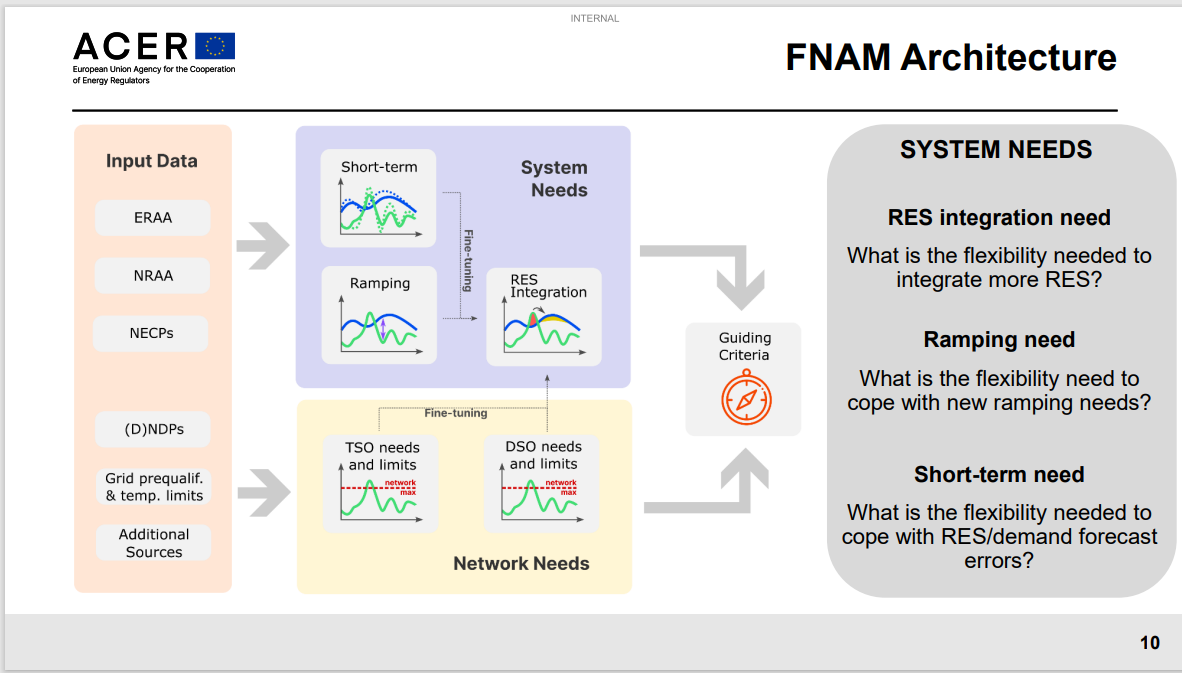 INTERNAL
ACER
European Union Agency for the Cooperation
of Energy Regulators
FNAM Architecture
Input Data
ERAA
NRAA
NECPs
(D)NDPs
Grid prequalif.
& temp. limits
Additional
Sources
System
Needs
Short-term
Fine-tuning
Ramping
RES
Integration
Fine-tuning
TSO needs
and limits
network
max
DSO needs
and limits
network
max
Network Needs
Guiding
Criteria
SYSTEM NEEDS
RES integration need
What is the flexibility needed to
integrate more RES?
Ramping need
What is the flexibility need to
cope with new ramping needs?
Short-term need
What is the flexibility needed to
cope with RES/demand forecast
errors?
10